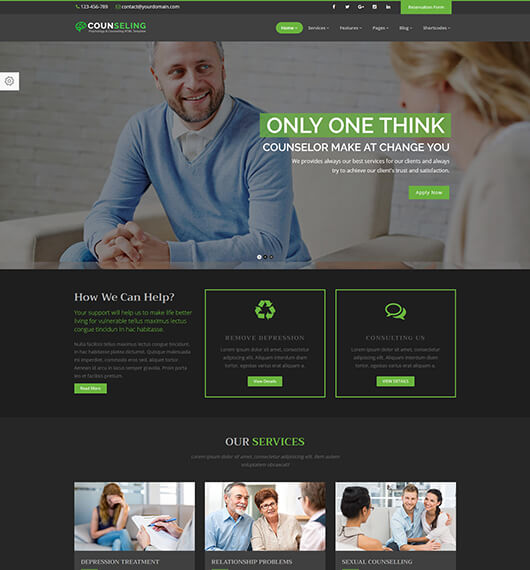 123-456-789 contact@yourdomain.com Reservation Form
COUNSELING
Psychology & Counseling HTML Template
Home Services Features Pages Blog Shortcodes
ONLY ONE THINK
COUNSELOR MAKE AT CHANGE YOU
We provides always our best services for our clients and always
try to achieve our client's trust and satisfaction.
Apply Now
How We Can Help?
Your support will help us to make life better
living for vulnerable tellus maximus lectus
congue tincidun In hac habitasse.
Nulla facilisis tellus maximus lectus congue tincidunt.
In hac habitasse platea dictumst. Quisque malesuada
mi imperdiet, commodo eros sed, aliquet tortor.
Aenean id arcu in lacus semper gravida. Proin porta
leo et facilisis pretium.
Read More
REMOVE DEPRESSION
Lorem ipsum dolor sit amet, consectetur
adipiscing elit. Aliquam interdum diam
erat erat egestas aliquam a.
View Details
CONSULTING US
Lorem ipsum dolor sit amet, consectetur
adipiscing elit. Aliquam interdum diam
erat erat egestas aliquam a.
VIEW DETAILS
OUR SERVICES
Lorem ipsum dolor sit amet, consectetur adipisicing elit. Rem autem
voluptatem obcaecati!
DEPRESSION TREATMENT
RELATIONSHIP PROBLEMS
SEXUAL COUNSELLING